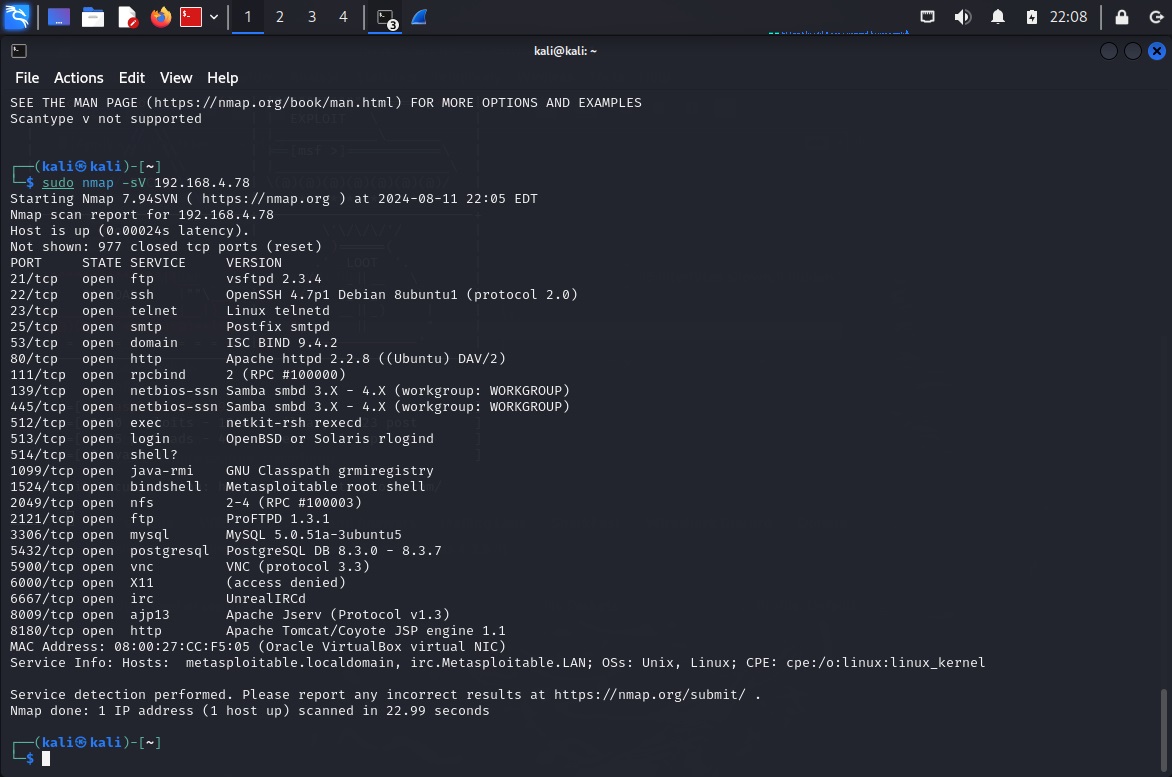 1 2 3 4 3 22:08
kali@kali: ~
File Actions Edit View Help
SEE THE MAN PAGE (https://nmap.org/book/man.html) FOR MORE OPTIONS AND EXAMPLES
Scantype v not supported
┌──(kali㉿kali)-[~]
└─$ sudo nmap -sV 192.168.4.78
Starting Nmap 7.94SVN ( https://nmap.org ) at 2024-08-11 22:05 EDT
Nmap scan report for 192.168.4.78
Host is up (0.00024s latency).
Not shown: 977 closed tcp ports (reset)
PORT     STATE SERVICE     VERSION
21/tcp   open  ftp         vsftpd 2.3.4
22/tcp   open  ssh         OpenSSH 4.7p1 Debian 8ubuntu1 (protocol 2.0)
23/tcp   open  telnet      Linux telnetd
25/tcp   open  smtp        Postfix smtpd
53/tcp   open  domain      ISC BIND 9.4.2
80/tcp   open  http        Apache httpd 2.2.8 ((Ubuntu) DAV/2)
111/tcp  open  rpcbind     2 (RPC #100000)
139/tcp  open  netbios-ssn Samba smbd 3.X - 4.X (workgroup: WORKGROUP)
445/tcp  open  netbios-ssn Samba smbd 3.X - 4.X (workgroup: WORKGROUP)
512/tcp  open  exec        netkit-rsh rexecd
513/tcp  open  login       OpenBSD or Solaris rlogind
514/tcp  open  shell?
1099/tcp open  java-rmi    GNU Classpath grmiregistry
1524/tcp open  bindshell   Metasploitable root shell
2049/tcp open  nfs         2-4 (RPC #100003)
2121/tcp open  ftp         ProFTPD 1.3.1
3306/tcp open  mysql       MySQL 5.0.51a-3ubuntu5
5432/tcp open  postgresql  PostgreSQL DB 8.3.0 - 8.3.7
5900/tcp open  vnc         VNC (protocol 3.3)
6000/tcp open  X11         (access denied)
6667/tcp open  irc         UnrealIRCd
8009/tcp open  ajp13       Apache Jserv (Protocol v1.3)
8180/tcp open  http        Apache Tomcat/Coyote JSP engine 1.1
MAC Address: 08:00:27:CC:F5:05 (Oracle VirtualBox virtual NIC)
Service Info: Hosts:  metasploitable.localdomain, irc.Metasploitable.LAN; OSs: Unix, Linux; CPE: cpe:/o:linux:linux_kernel
Service detection performed. Please report any incorrect results at https://nmap.org/submit/ .
Nmap done: 1 IP address (1 host up) scanned in 22.99 seconds
┌──(kali㉿kali)-[~]
└─$